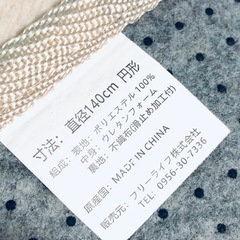 寸法：直径140cm 円形
組成：表地：ポリエステル100%
中身：ウレタンフォーム
裏地：不織布(滑止め加工付)
原産国：MADE IN CHINA
販売元：フリーライフ株式会社
TEL：0956-30-7336